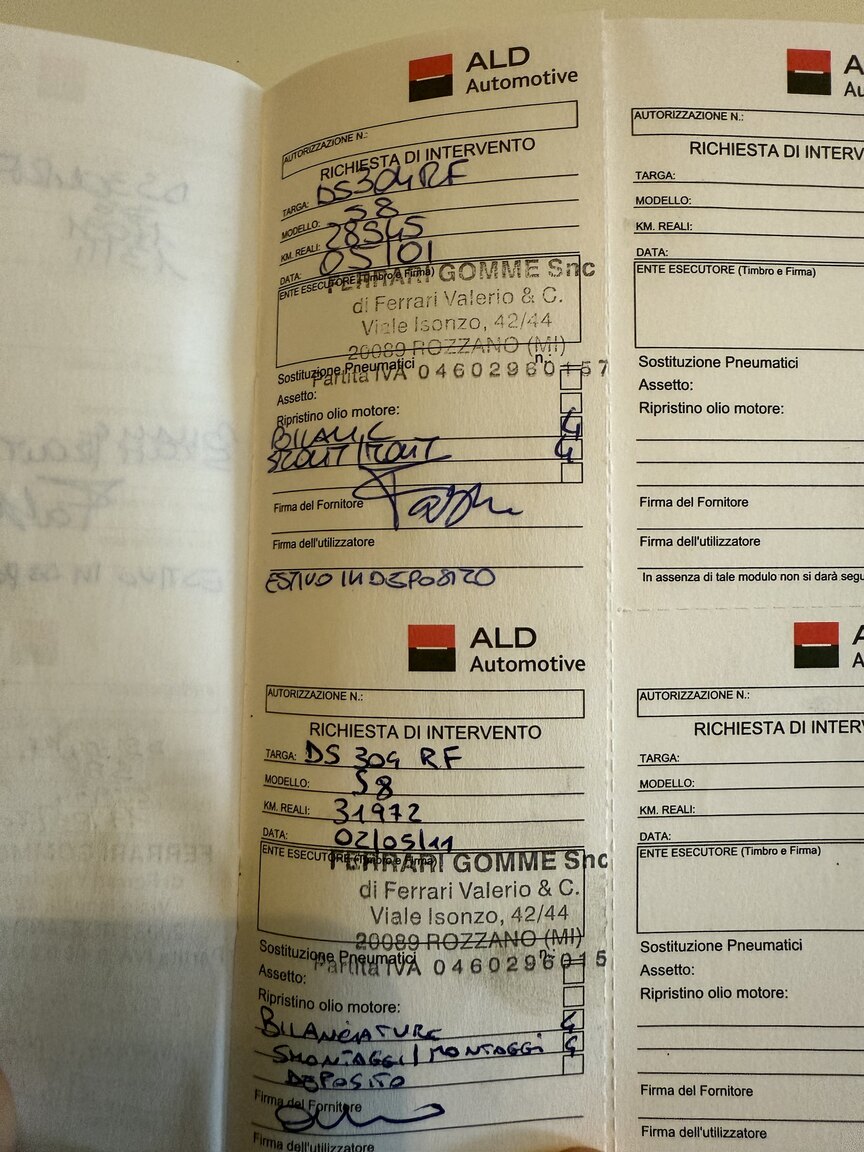 ALD
Automotive
AUTORIZZAZIONE N.:
RICHIESTA DI INTERVENTO
TARGA: DS304RF
MODELLO: S8
KM. REALI: 28545
DATA: 05/01
ENTE ESECUTORE (Timbro e Firma)
FERRARI GOMME Snc
di Ferrari Valerio & C.
Viale Isonzo, 42/44
20089 ROZZANO (MI)
Partita IVA 04602960157
Sostituzione Pneumatici n.:
Assetto:
Ripristino olio motore:
BILANC 4
SMONT/MONT 4
Firma del Fornitore
Firma dell'utilizzatore
ESTIVO IN DEPOSITO
ALD
Automotive
AUTORIZZAZIONE N.:
RICHIESTA DI INTERVENTO
TARGA: DS 304 RF
MODELLO: S8
KM. REALI: 31972
DATA: 02/05/11
ENTE ESECUTORE (Timbro e Firma)
FERRARI GOMME Snc
di Ferrari Valerio & C.
Viale Isonzo, 42/44
20089 ROZZANO (MI)
Partita IVA 0460296015
Sostituzione Pneumatici n.:
Assetto:
Ripristino olio motore:
BILANCIATURE 4
SMONTAGGI/MONTAGGI 4
DEPOSITO
Firma del Fornitore
Firma dell'utilizzatore
A
Au
AUTORIZZAZIONE N.:
RICHIESTA DI INTERV
TARGA:
MODELLO:
KM. REALI:
DATA:
ENTE ESECUTORE (Timbro e Firma)
Sostituzione Pneumatici
Assetto:
Ripristino olio motore:
Firma del Fornitore
Firma dell'utilizzatore
In assenza di tale modulo non si darà segu
A
A
AUTORIZZAZIONE N.:
RICHIESTA DI INTER
TARGA:
MODELLO:
KM. REALI:
DATA:
ENTE ESECUTORE (Timbro e Firma)
Sostituzione Pneumatici
Assetto:
Ripristino olio motore:
Firma del Fornitore
Firma dell'utilizzatore